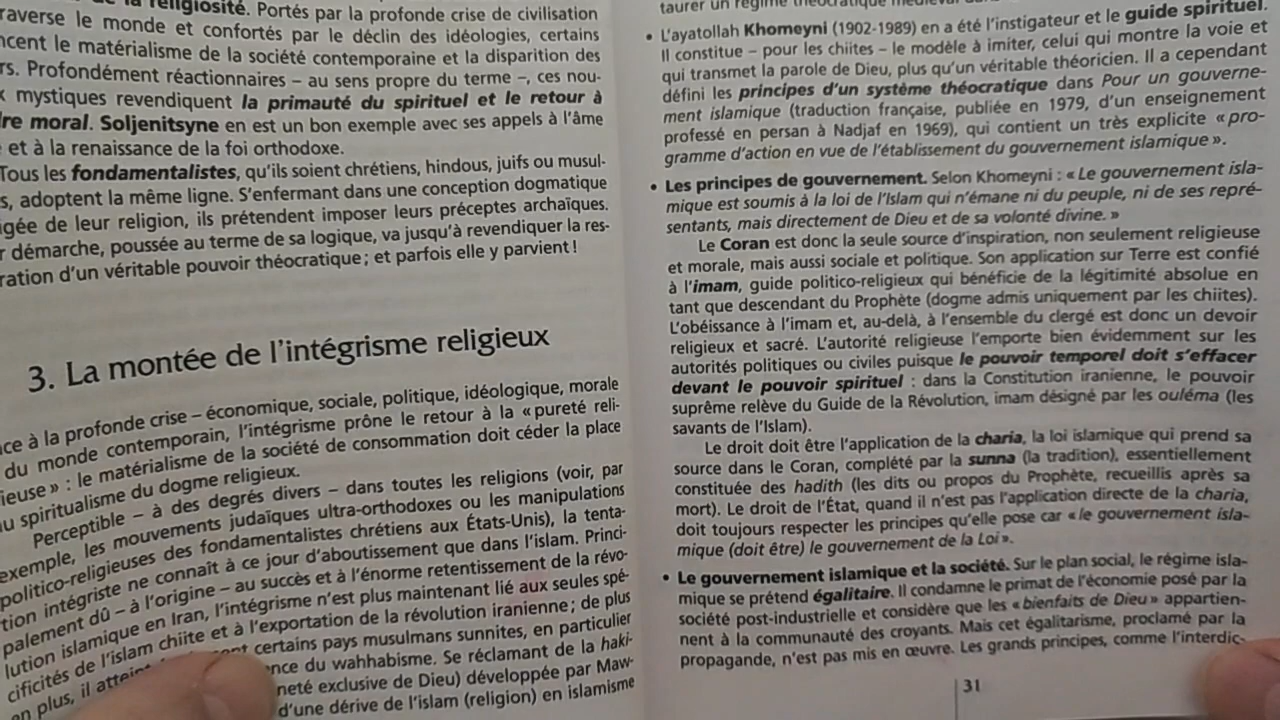 la religiosité. Portés par la profonde crise de civilisation
raverse le monde et confortés par le déclin des idéologies, certains
ncent le matérialisme de la société contemporaine et la disparition des
rs. Profondément réactionnaires – au sens propre du terme –, ces nou-
x mystiques revendiquent la primauté du spirituel et le retour à
re moral. Soljenitsyne en est un bon exemple avec ses appels à l'âme
et à la renaissance de la foi orthodoxe.
Tous les fondamentalistes, qu'ils soient chrétiens, hindous, juifs ou musul-
s, adoptent la même ligne. S'enfermant dans une conception dogmatique
gée de leur religion, ils prétendent imposer leurs préceptes archaïques.
r démarche, poussée au terme de sa logique, va jusqu'à revendiquer la res-
ration d'un véritable pouvoir théocratique ; et parfois elle y parvient !
3. La montée de l'intégrisme religieux
ce à la profonde crise – économique, sociale, politique, idéologique, morale
du monde contemporain, l'intégrisme prône le retour à la « pureté reli-
ieuse » : le matérialisme de la société de consommation doit céder la place
au spiritualisme du dogme religieux.
Perceptible – à des degrés divers – dans toutes les religions (voir, par
exemple, les mouvements judaïques ultra-orthodoxes ou les manipulations
politico-religieuses des fondamentalistes chrétiens aux États-Unis), la tenta-
tion intégriste ne connaît à ce jour d'aboutissement que dans l'islam. Princi-
palement dû – à l'origine – au succès et à l'énorme retentissement de la révo-
lution islamique en Iran, l'intégrisme n'est plus maintenant lié aux seules spé-
cificités de l'islam chiite et à l'exportation de la révolution iranienne ; de plus
en plus, il certains pays musulmans sunnites, en particulier
du wahhabisme. Se réclamant de la haki-
neté exclusive de Dieu) développée par Maw-
d'une dérive de l'islam (religion) en islamisme
taurer un régime théocratique médiéval
• L'ayatollah Khomeyni (1902-1989) en a été l'instigateur et le guide spirituel.
Il constitue – pour les chiites – le modèle à imiter, celui qui montre la voie et
qui transmet la parole de Dieu, plus qu'un véritable théoricien. Il a cependant
défini les principes d'un système théocratique dans Pour un gouverne-
ment islamique (traduction française, publiée en 1979, d'un enseignement
professé en persan à Nadjaf en 1969), qui contient un très explicite « pro-
gramme d'action en vue de l'établissement du gouvernement islamique ».
• Les principes de gouvernement. Selon Khomeyni : « Le gouvernement isla-
mique est soumis à la loi de l'Islam qui n'émane ni du peuple, ni de ses repré-
sentants, mais directement de Dieu et de sa volonté divine. »
Le Coran est donc la seule source d'inspiration, non seulement religieuse
et morale, mais aussi sociale et politique. Son application sur Terre est confié
à l'imam, guide politico-religieux qui bénéficie de la légitimité absolue en
tant que descendant du Prophète (dogme admis uniquement par les chiites).
L'obéissance à l'imam et, au-delà, à l'ensemble du clergé est donc un devoir
religieux et sacré. L'autorité religieuse l'emporte bien évidemment sur les
autorités politiques ou civiles puisque le pouvoir temporel doit s'effacer
devant le pouvoir spirituel : dans la Constitution iranienne, le pouvoir
suprême relève du Guide de la Révolution, imam désigné par les ouléma (les
savants de l'Islam).
Le droit doit être l'application de la charia, la loi islamique qui prend sa
source dans le Coran, complété par la sunna (la tradition), essentiellement
constituée des hadith (les dits ou propos du Prophète, recueillis après sa
mort). Le droit de l'État, quand il n'est pas l'application directe de la charia,
doit toujours respecter les principes qu'elle pose car « le gouvernement isla-
mique (doit être) le gouvernement de la Loi ».
• Le gouvernement islamique et la société. Sur le plan social, le régime isla-
mique se prétend égalitaire. Il condamne le primat de l'économie posé par la
société post-industrielle et considère que les « bienfaits de Dieu » appartien-
nent à la communauté des croyants. Mais cet égalitarisme, proclamé par la
propagande, n'est pas mis en œuvre. Les grands principes, comme l'interdic-
31